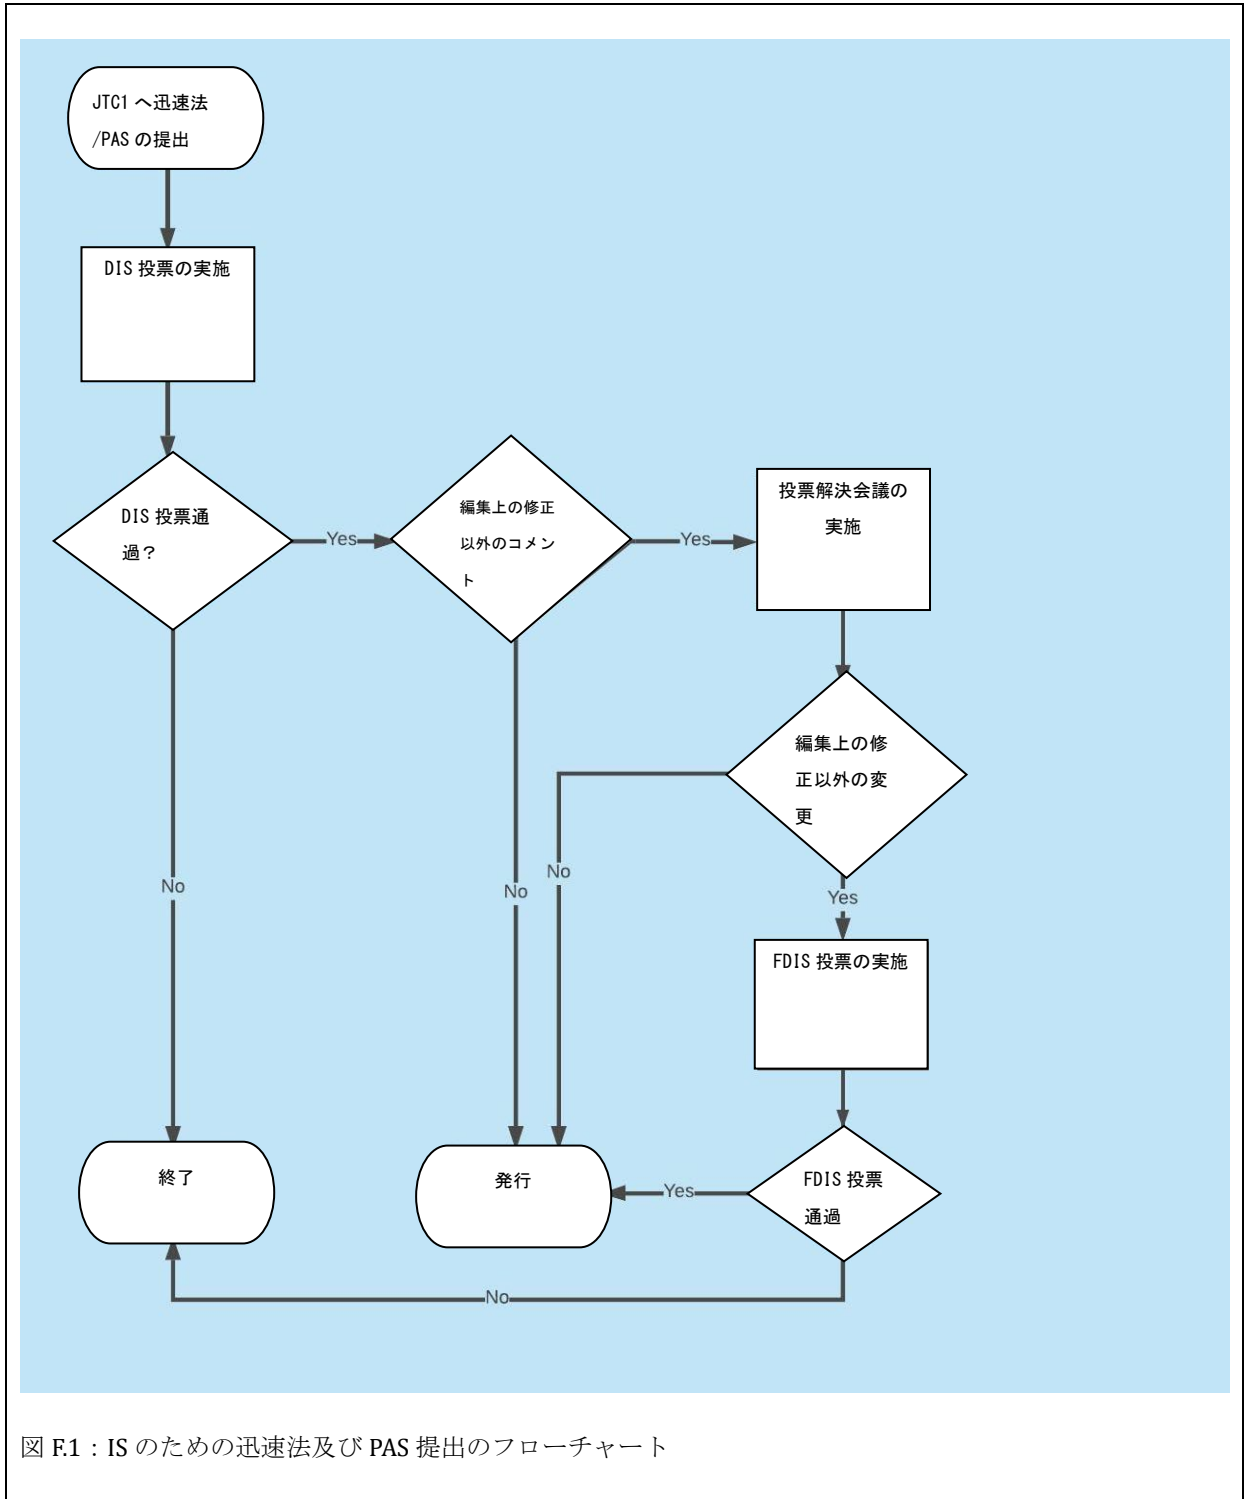 JTC1 へ迅速法
/PAS の提出
DIS 投票の実施
DIS 投票通
過？
Yes
編集上の修正
以外のコメン
ト
Yes
投票解決会議の
実施
編集上の修
正以外の変
更
No
No
No
Yes
FDIS 投票の実施
FDIS 投票
通過
Yes
発行
終了
No
図 F.1：IS のための迅速法及び PAS 提出のフローチャート